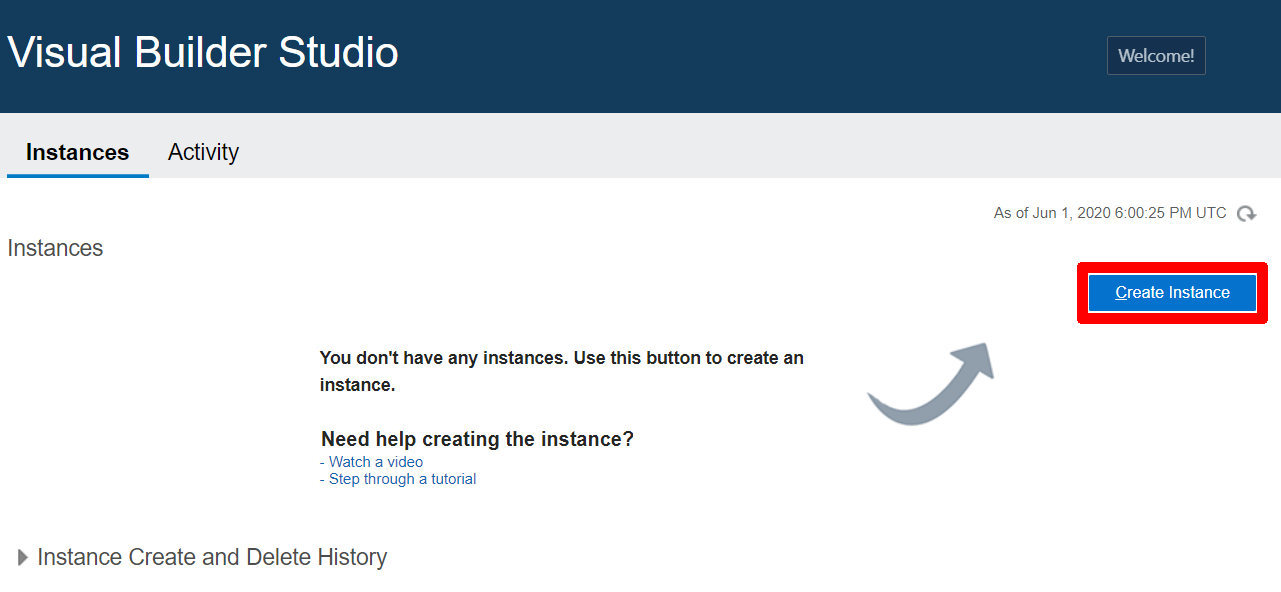 Visual Builder Studio
Welcome!
Instances
Activity
As of Jun 1, 2020 6:00:25 PM UTC
Instances
Create Instance
You don't have any instances. Use this button to create an
instance.
Need help creating the instance?
- Watch a video
- Step through a tutorial
Instance Create and Delete History